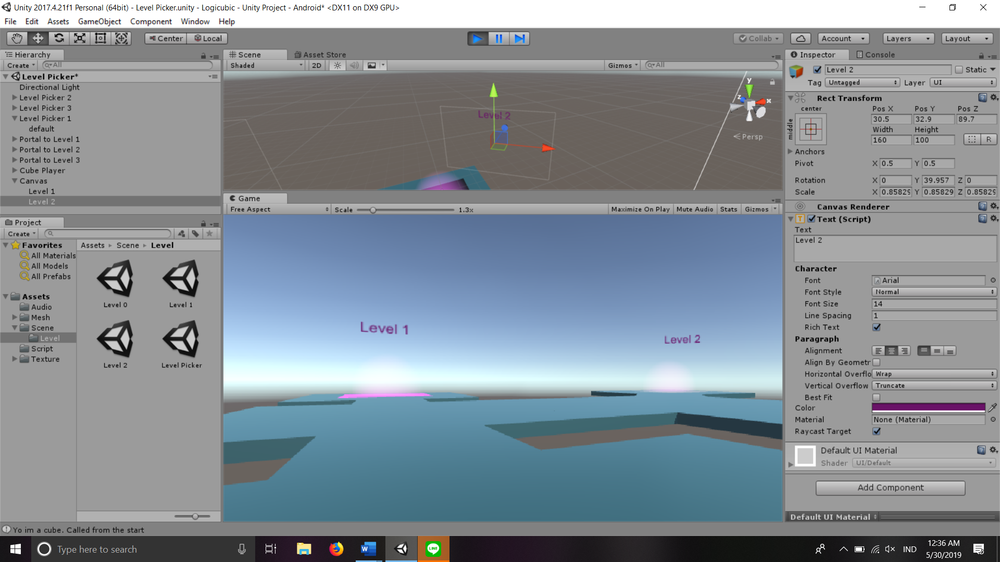 Unity 2017.4.21f1 Personal (64bit) - Level Picker.unity - Logicubic - Unity Project - Android* <DX11 on DX9 GPU>
File Edit Assets GameObject Component Window Help
Center Local
Collab Account Layers Layout
Hierarchy
Create All
Level Picker*
Directional Light
Level Picker 2
Level Picker 3
Level Picker 1
default
Portal to Level 1
Portal to Level 2
Portal to Level 3
Cube Player
Canvas
Level 1
Level 2
Project
Create
Favorites
All Materials
All Models
All Prefabs
Assets
Audio
Mesh
Scene
Level
Script
Texture
Assets Scene Level
Level 0 Level 1
Level 2 Level Picker
Scene Asset Store
Shaded 2D Gizmos All
Level 2
y
z x
Persp
Game
Free Aspect Scale 1.3x Maximize On Play Mute Audio Stats Gizmos
Level 1
Level 2
Inspector Console
Level 2 Static
Tag Untagged Layer UI
Rect Transform
center Pos X Pos Y Pos Z
middle 30.5 32.9 89.7
Width Height
160 100 R
Anchors
Pivot X 0.5 Y 0.5
Rotation X 0 Y 39.957 Z 0
Scale X 0.85829 Y 0.85829 Z 0.85829
Canvas Renderer
Text (Script)
Text
Level 2
Character
Font Arial
Font Style Normal
Font Size 14
Line Spacing 1
Rich Text
Paragraph
Alignment
Align By Geometr
Horizontal Overflo Wrap
Vertical Overflow Truncate
Best Fit
Color
Material None (Material)
Raycast Target
Default UI Material
Shader UI/Default
Add Component
Default UI Material
Yo im a cube. Called from the start
Type here to search
W
LINE
IND
12:36 AM
5/30/2019